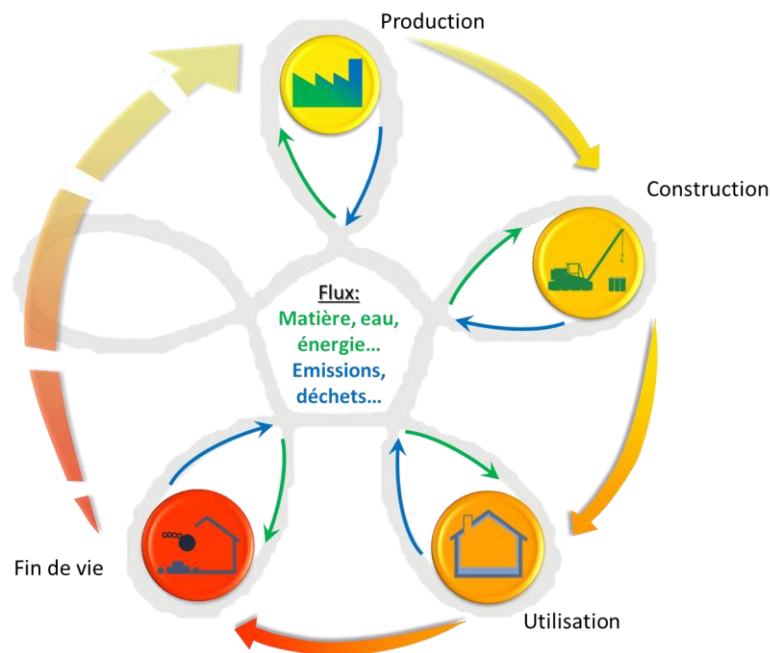 Production
Construction
Flux:
Matière, eau,
énergie...
Emissions,
déchets...
Fin de vie
Utilisation